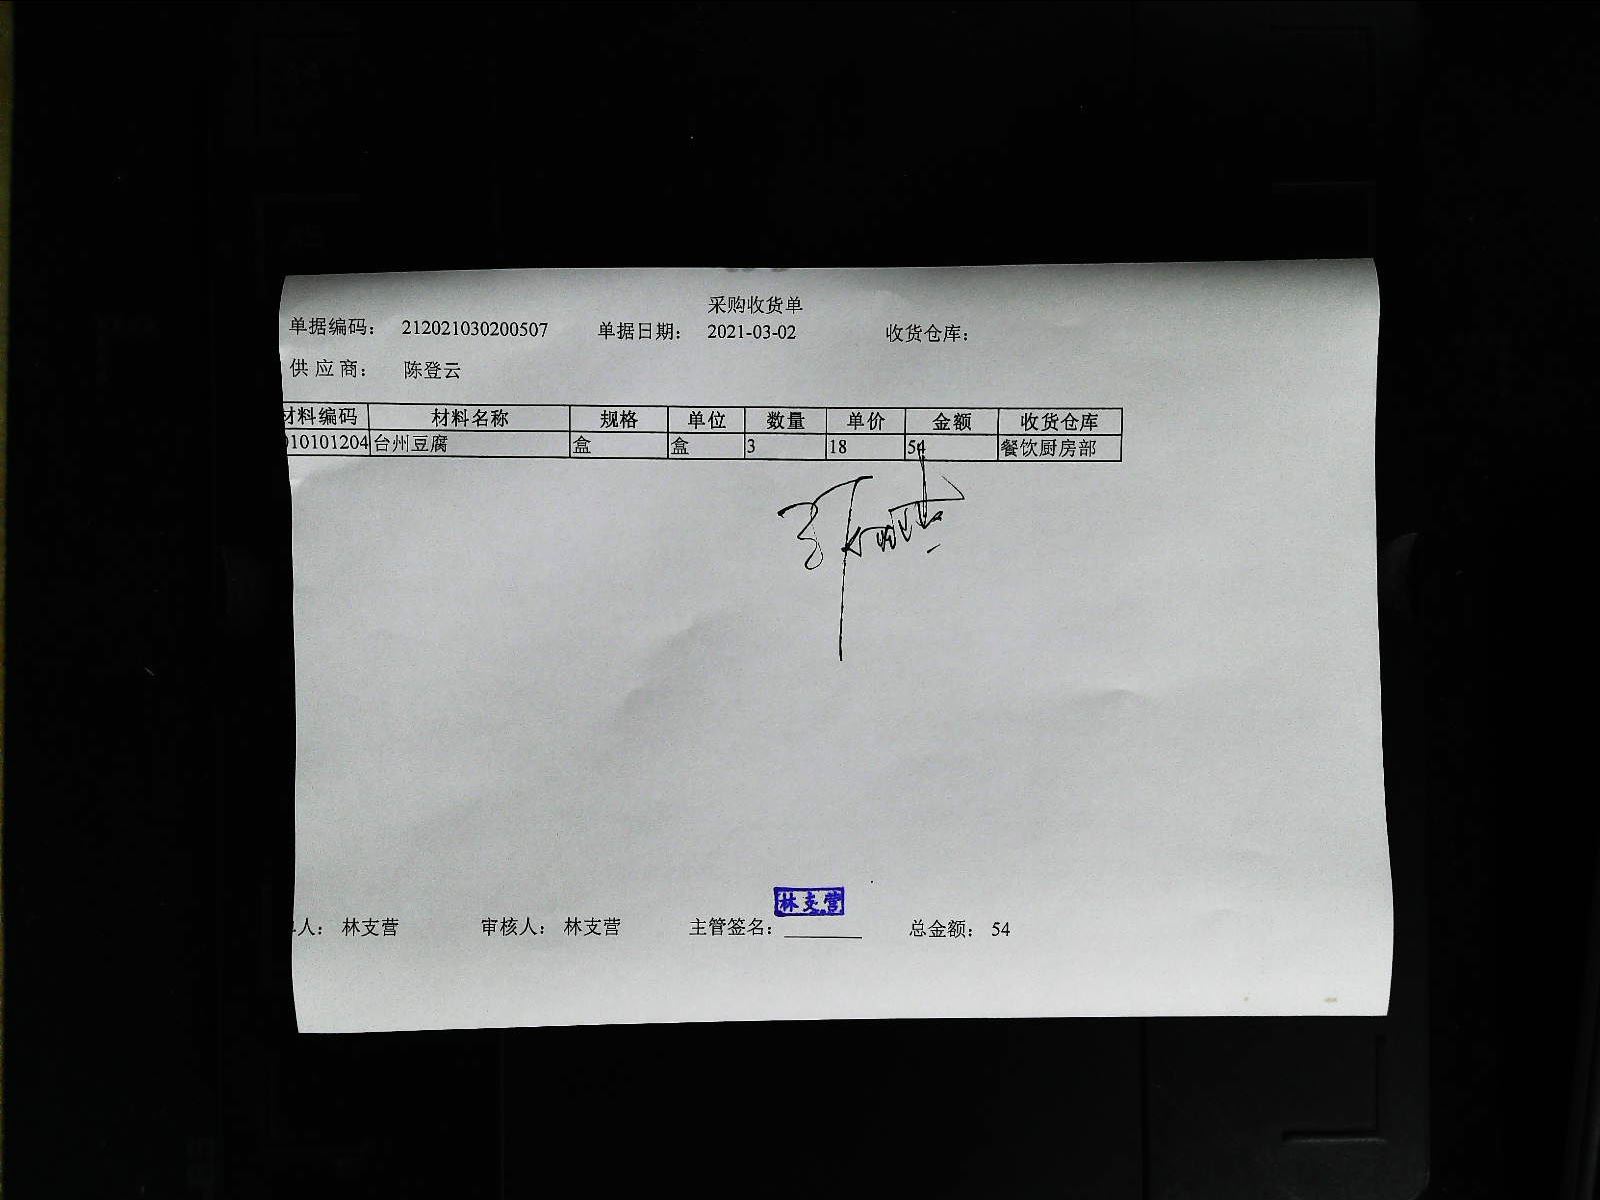 采购收货单
单据编码： 212021030200507 单据日期： 2021-03-02 收货仓库：
供应商： 陈登云
材料编码 材料名称 规格 单位 数量 单价 金额 收货仓库
010101204 台州豆腐 盒 盒 3 18 54 餐饮厨房部
林支营
人： 林支营 审核人： 林支营 主管签名： 总金额： 54